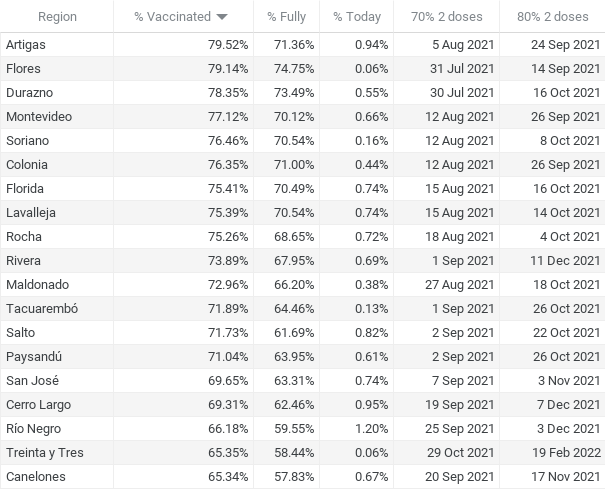 Region % Vaccinated % Fully % Today 70% 2 doses 80% 2 doses
Artigas 79.52% 71.36% 0.94% 5 Aug 2021 24 Sep 2021
Flores 79.14% 74.75% 0.06% 31 Jul 2021 14 Sep 2021
Durazno 78.35% 73.49% 0.55% 30 Jul 2021 16 Oct 2021
Montevideo 77.12% 70.12% 0.66% 12 Aug 2021 26 Sep 2021
Soriano 76.46% 70.54% 0.16% 12 Aug 2021 8 Oct 2021
Colonia 76.35% 71.00% 0.44% 12 Aug 2021 26 Sep 2021
Florida 75.41% 70.49% 0.74% 15 Aug 2021 16 Oct 2021
Lavalleja 75.39% 70.54% 0.74% 15 Aug 2021 14 Oct 2021
Rocha 75.26% 68.65% 0.72% 18 Aug 2021 4 Oct 2021
Rivera 73.89% 67.95% 0.69% 1 Sep 2021 11 Dec 2021
Maldonado 72.96% 66.20% 0.38% 27 Aug 2021 18 Oct 2021
Tacuarembó 71.89% 64.46% 0.13% 1 Sep 2021 26 Oct 2021
Salto 71.73% 61.69% 0.82% 2 Sep 2021 22 Oct 2021
Paysandú 71.04% 63.95% 0.61% 2 Sep 2021 26 Oct 2021
San José 69.65% 63.31% 0.74% 7 Sep 2021 3 Nov 2021
Cerro Largo 69.31% 62.46% 0.95% 19 Sep 2021 7 Dec 2021
Río Negro 66.18% 59.55% 1.20% 25 Sep 2021 3 Dec 2021
Treinta y Tres 65.35% 58.44% 0.06% 29 Oct 2021 19 Feb 2022
Canelones 65.34% 57.83% 0.67% 20 Sep 2021 17 Nov 2021